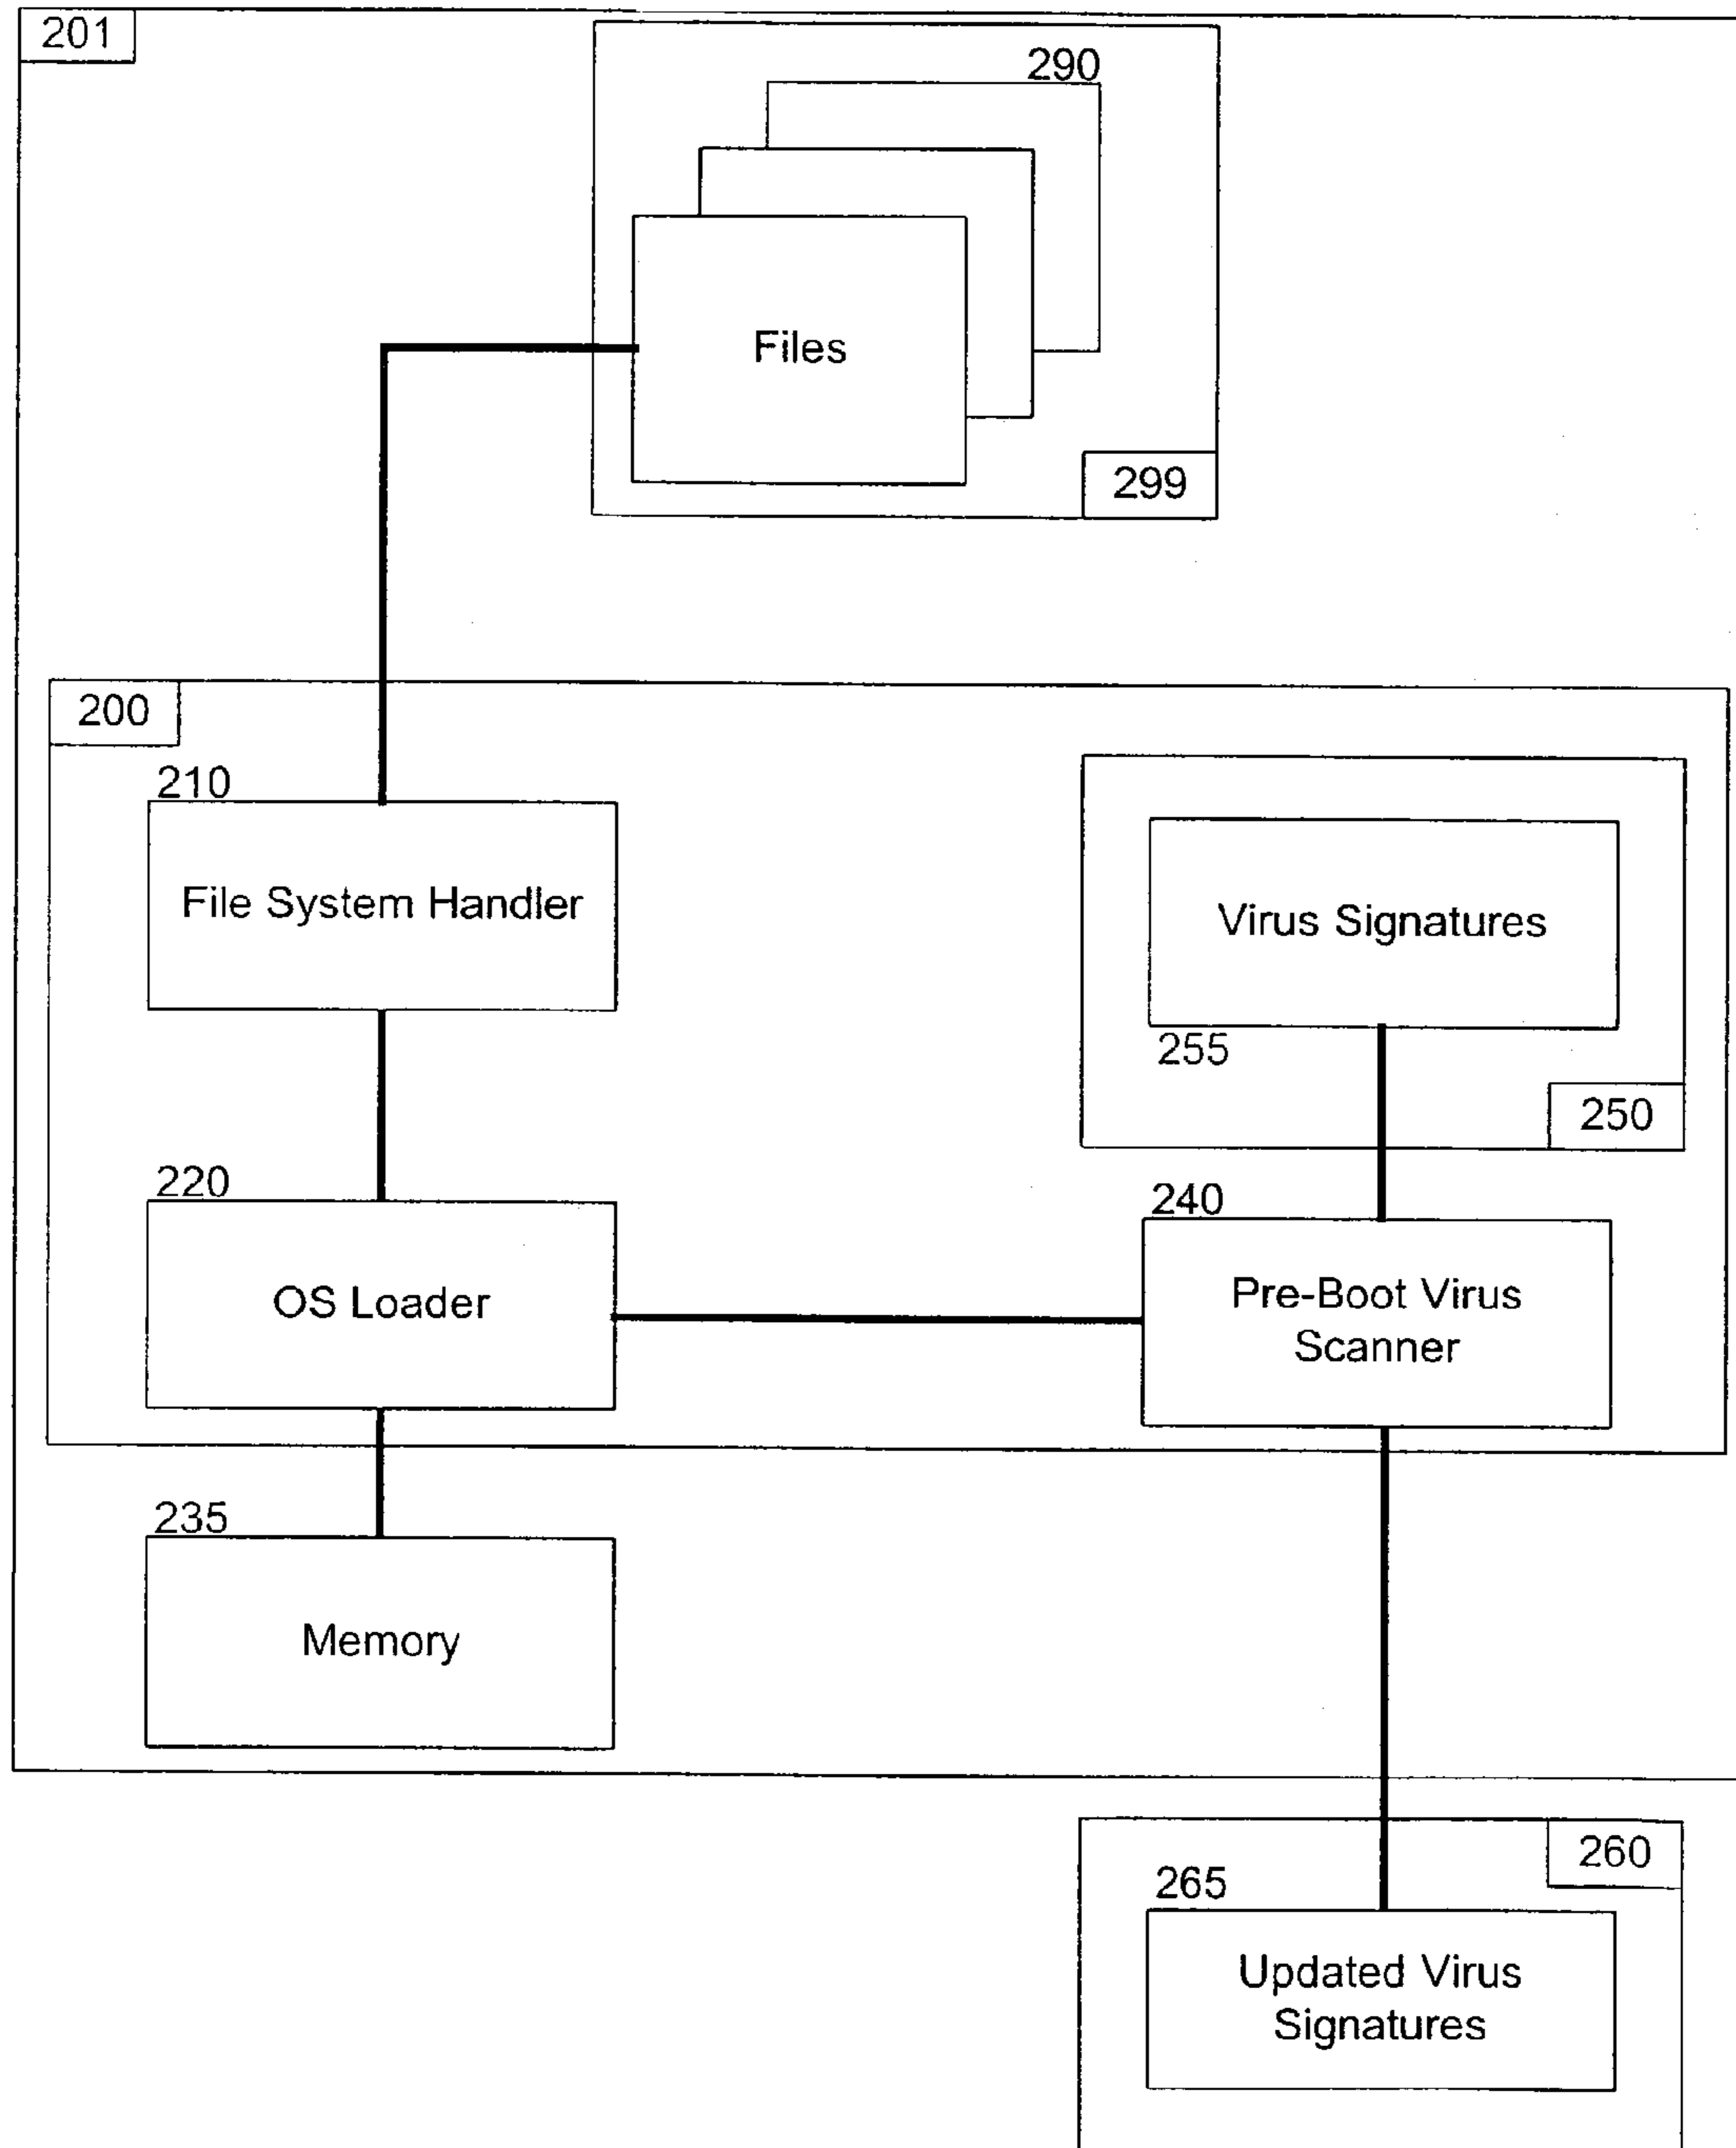 201
290
Files
299
200
210
File System Handler
Virus Signatures
255
250
220
OS Loader
240
Pre-Boot Virus
Scanner
235
Memory
260
265
Updated Virus
Signatures